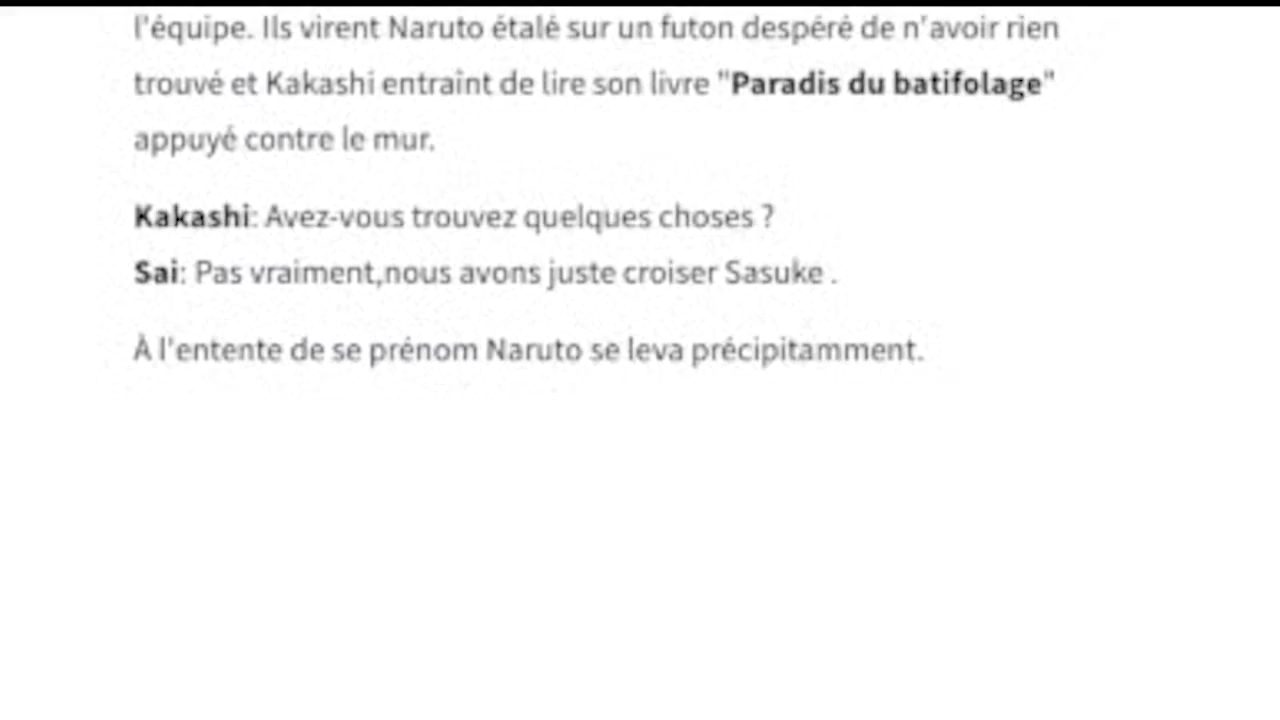 l'équipe. Ils virent Naruto étalé sur un futon despéré de n'avoir rien
trouvé et Kakashi entraînt de lire son livre "Paradis du batifolage"
appuyé contre le mur.
Kakashi: Avez-vous trouvez quelques choses ?
Sai: Pas vraiment,nous avons juste croiser Sasuke .
À l'entente de se prénom Naruto se leva précipitamment.